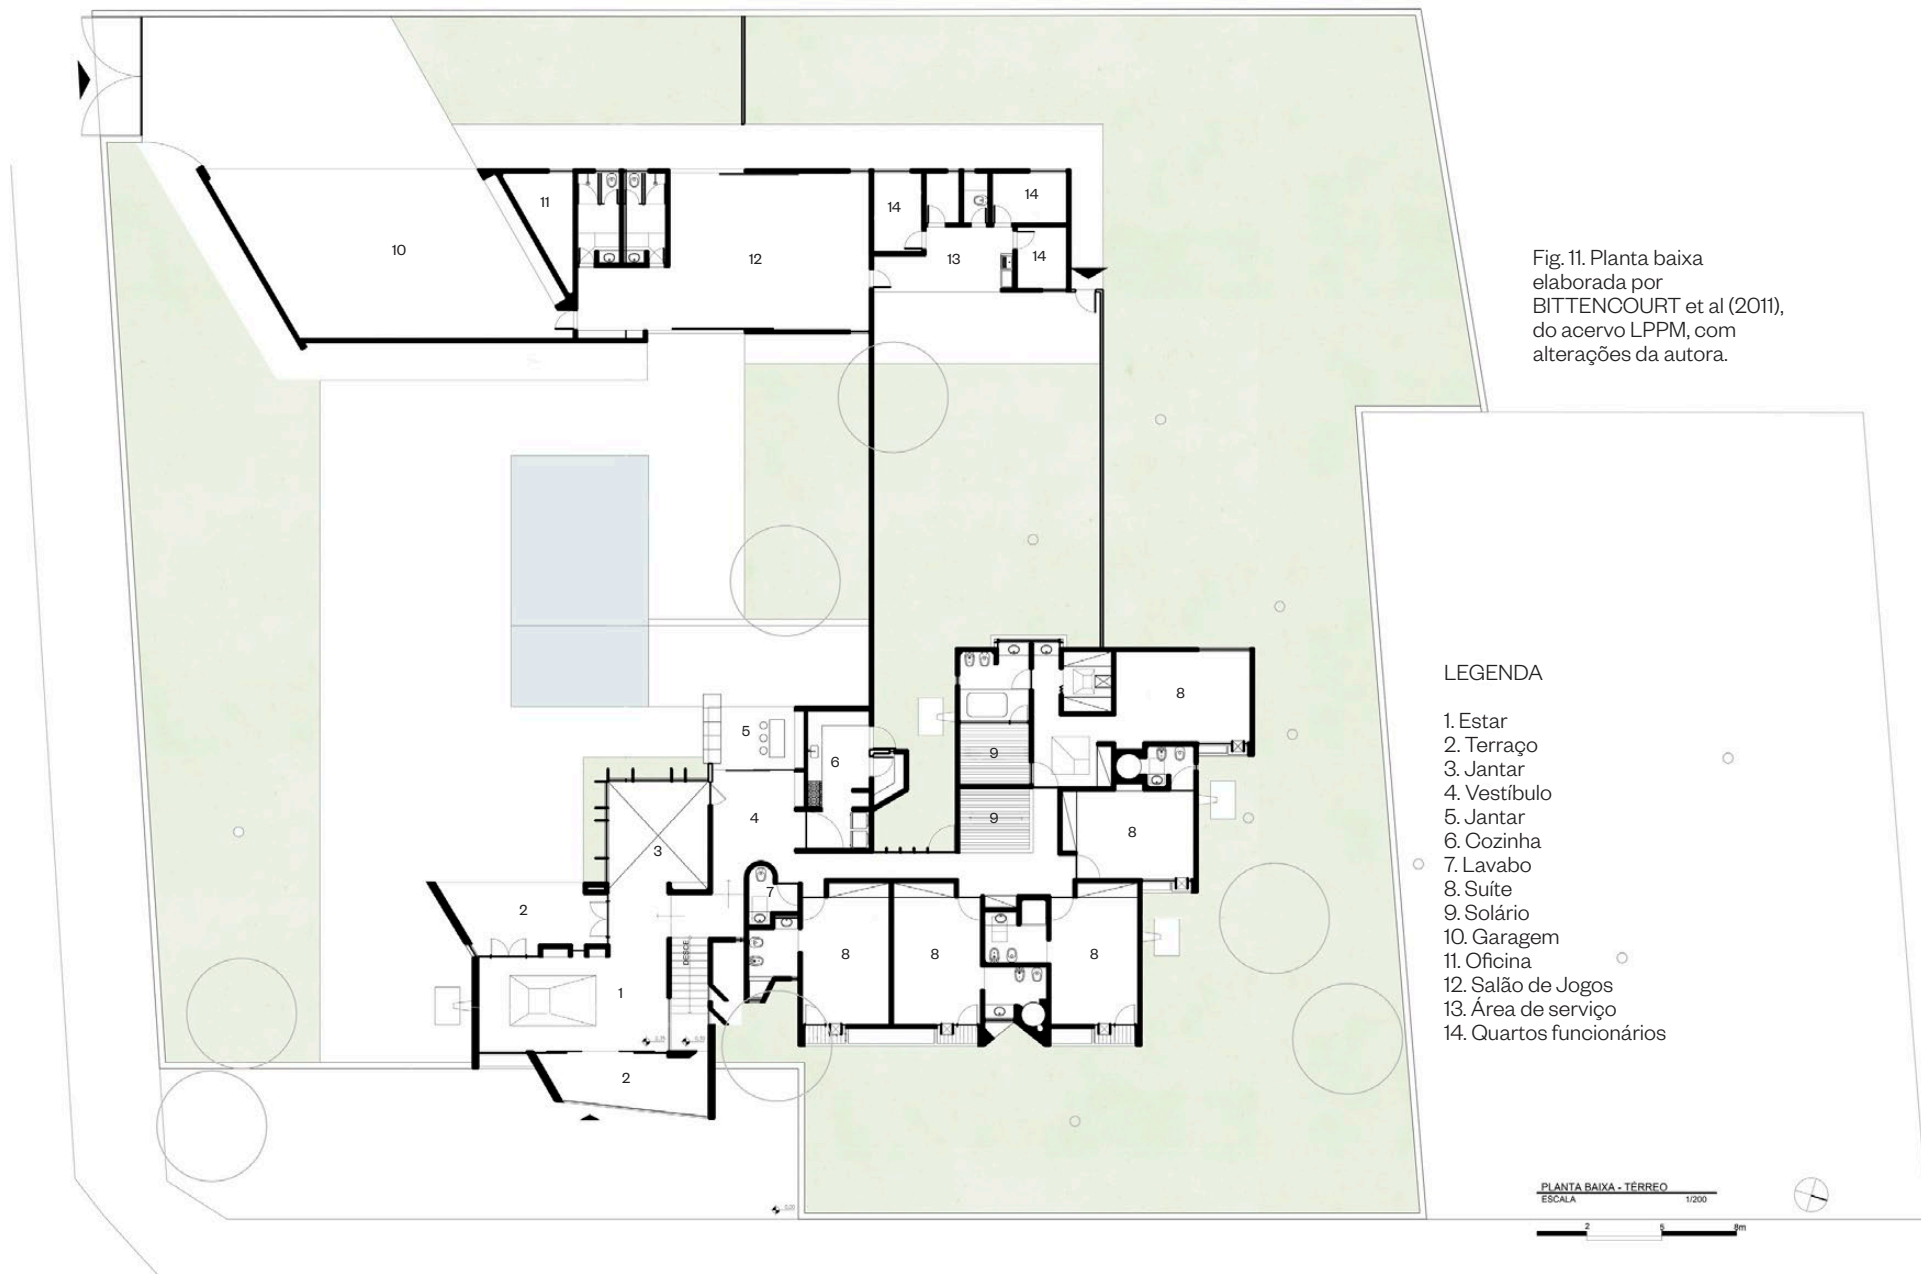 11
14
14
10
12
13
14
Fig. 11. Planta baixa
elaborada por
BITTENCOURT et al (2011),
do acervo LPPM, com
alterações da autora.
LEGENDA
1. Estar
2. Terraço
3. Jantar
4. Vestíbulo
5. Jantar
6. Cozinha
7. Lavabo
8. Suíte
9. Solário
10. Garagem
11. Oficina
12. Salão de Jogos
13. Área de serviço
14. Quartos funcionários
8
5
9
6
4
9
8
3
7
2
DESCE
8
8
8
1
2
PLANTA BAIXA - TÉRREO
ESCALA 1/200
2 5 8m